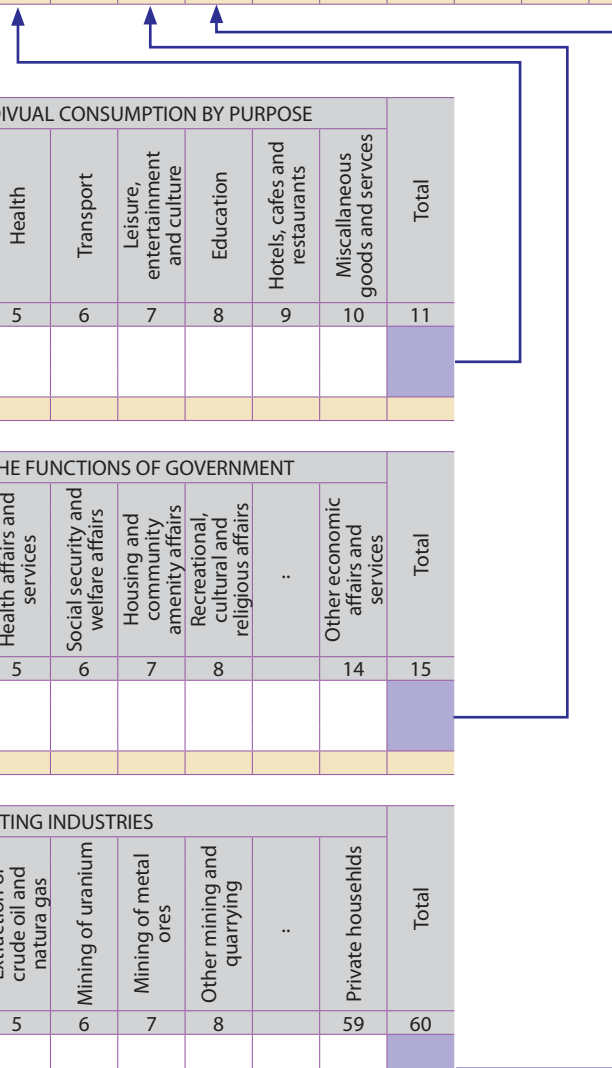 DIVUAL CONSUMPTION BY PURPOSE
Health
Transport
Leisure,
entertainment
and culture
Education
Hotels, cafes and
restaurants
Miscallaneous
goods and servces
Total
5 6 7 8 9 10 11
HE FUNCTIONS OF GOVERNMENT
Health affairs and
services
Social security and
welfare affairs
Housing and
community
amenity affairs
Recreational,
cultural and
religious affairs
..
Other economic
affairs and
services
Total
5 6 7 8 14 15
TING INDUSTRIES
Extraction of
crude oil and
natura gas
Mining of uranium
Mining of metal
ores
Other mining and
quarrying
..
Private househlds
Total
5 6 7 8 59 60